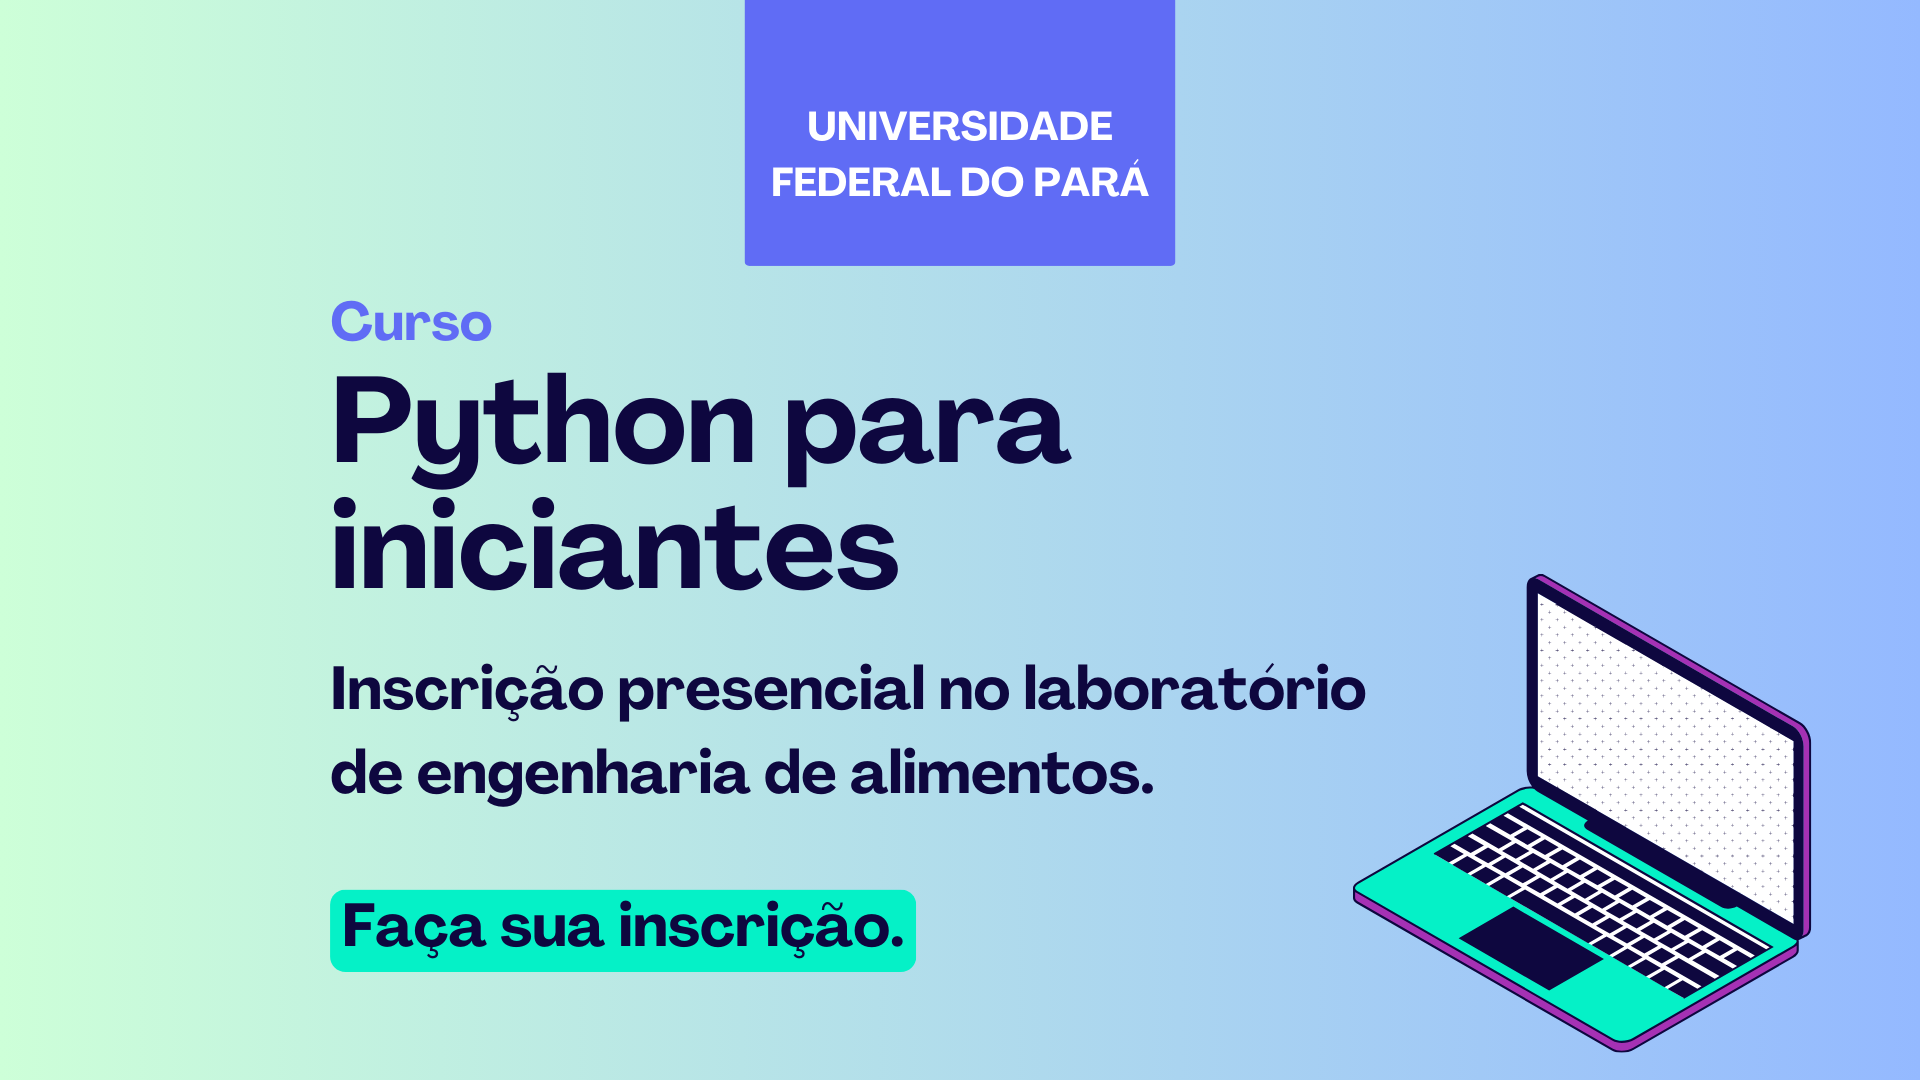 UNIVERSIDADE
FEDERAL DO PARÁ
Curso
Python para
iniciantes
Inscrição presencial no laboratório
de engenharia de alimentos.
Faça sua inscrição.